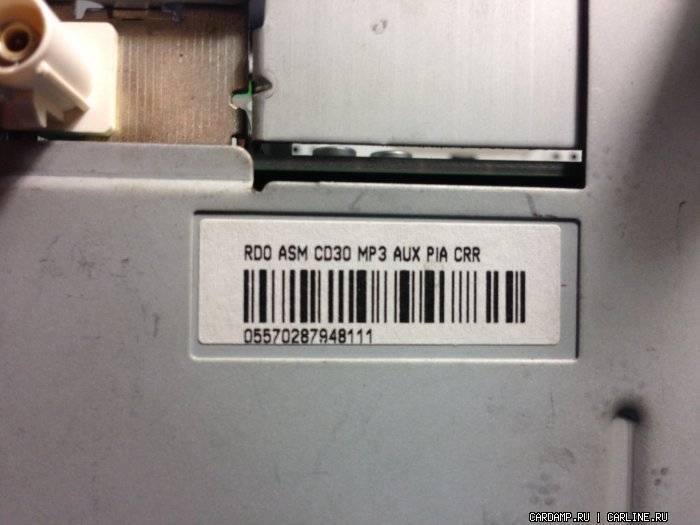 RDO ASM CD30 MP3 AUX PIA CRR
05570287948111
CARDAMP.RU | CARLINE.RU